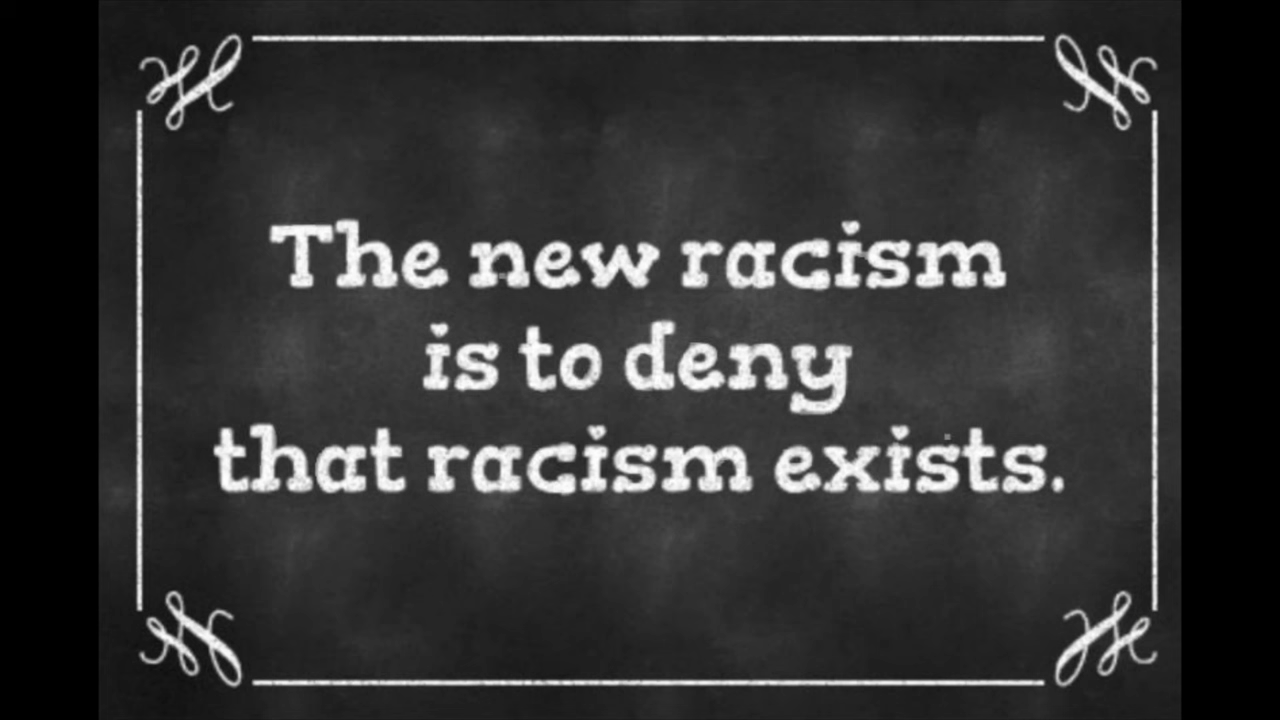 The new racism
is to deny
that racism exists.